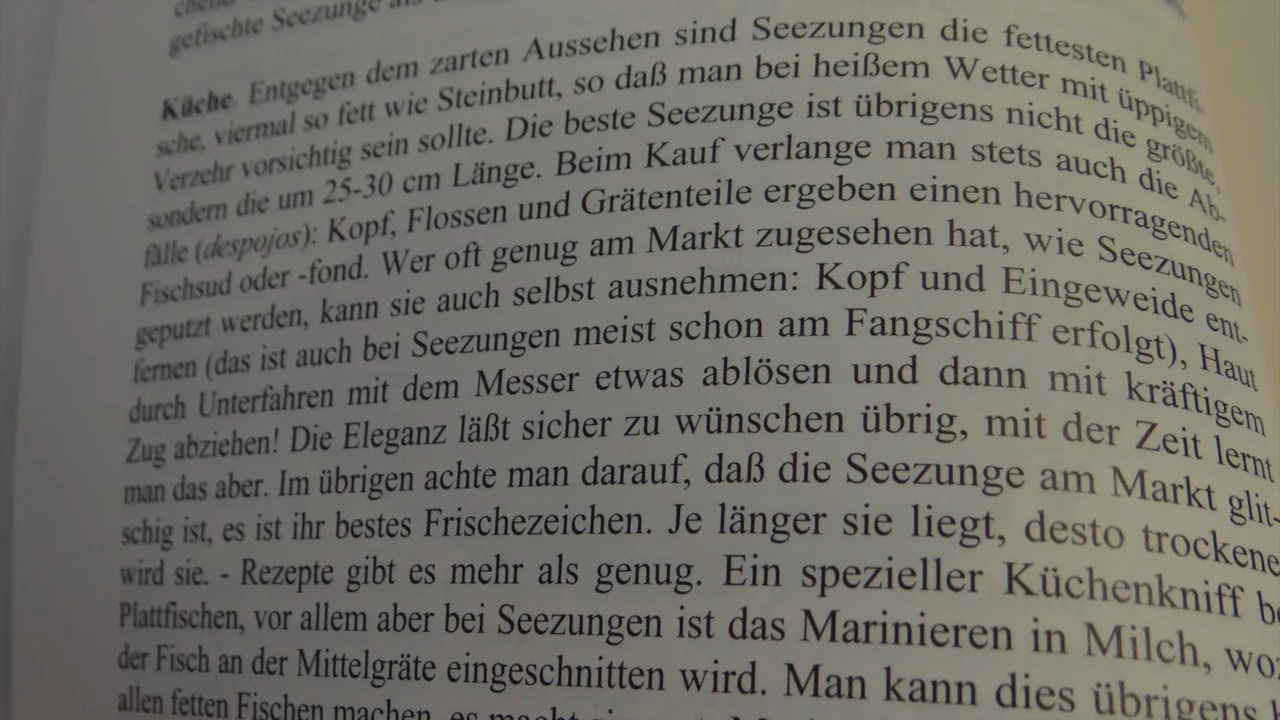 gefischte Seezunge als
Küche. Entgegen dem zarten Aussehen sind Seezungen die fettesten Plattfi-
sche, viermal so fett wie Steinbutt, so daß man bei heißem Wetter mit üppigem
Verzehr vorsichtig sein sollte. Die beste Seezunge ist übrigens nicht die größte,
sondern die um 25-30 cm Länge. Beim Kauf verlange man stets auch die Ab-
fälle (despojos): Kopf, Flossen und Grätenteile ergeben einen hervorragenden
Fischsud oder -fond. Wer oft genug am Markt zugesehen hat, wie Seezungen
geputzt werden, kann sie auch selbst ausnehmen: Kopf und Eingeweide ent-
fernen (das ist auch bei Seezungen meist schon am Fangschiff erfolgt), Haut
durch Unterfahren mit dem Messer etwas ablösen und dann mit kräftigem
Zug abziehen! Die Eleganz läßt sicher zu wünschen übrig, mit der Zeit lernt
man das aber. Im übrigen achte man darauf, daß die Seezunge am Markt glit-
schig ist, es ist ihr bestes Frischezeichen. Je länger sie liegt, desto trockene
wird sie. - Rezepte gibt es mehr als genug. Ein spezieller Küchenkniff
Plattfischen, vor allem aber bei Seezungen ist das Marinieren in Milch,
der Fisch an der Mittelgräte eingeschnitten wird. Man kann dies übrigens
allen fetten Fischen machen, es macht